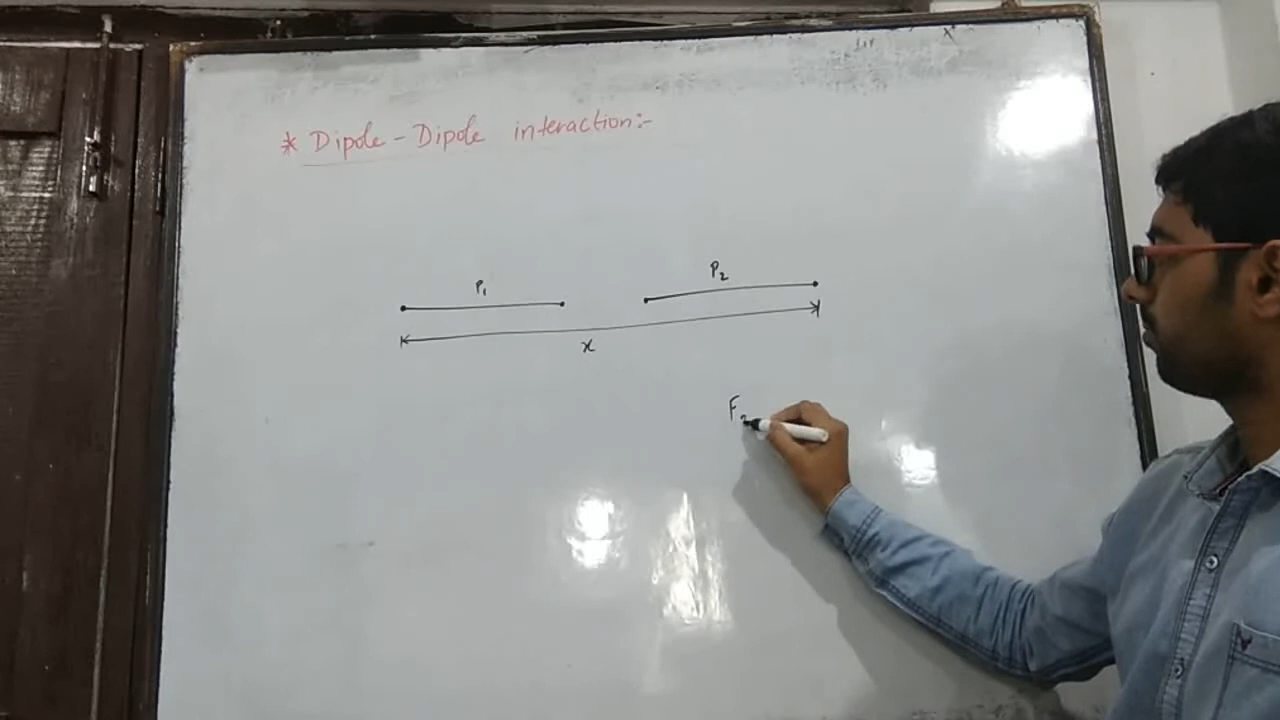 * Dipole-Dipole interaction:-
P₁ P₂
x
F₂